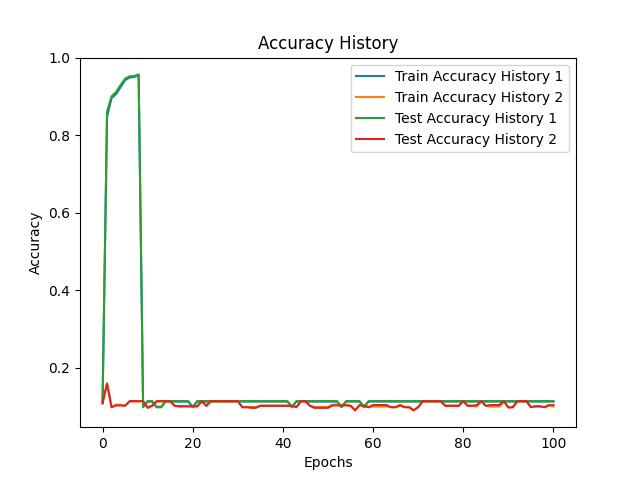 Accuracy History
1.0
0.8
0.6
0.4
0.2
Accuracy
Train Accuracy History 1
Train Accuracy History 2
Test Accuracy History 1
Test Accuracy History 2
0 20 40 60 80 100
Epochs